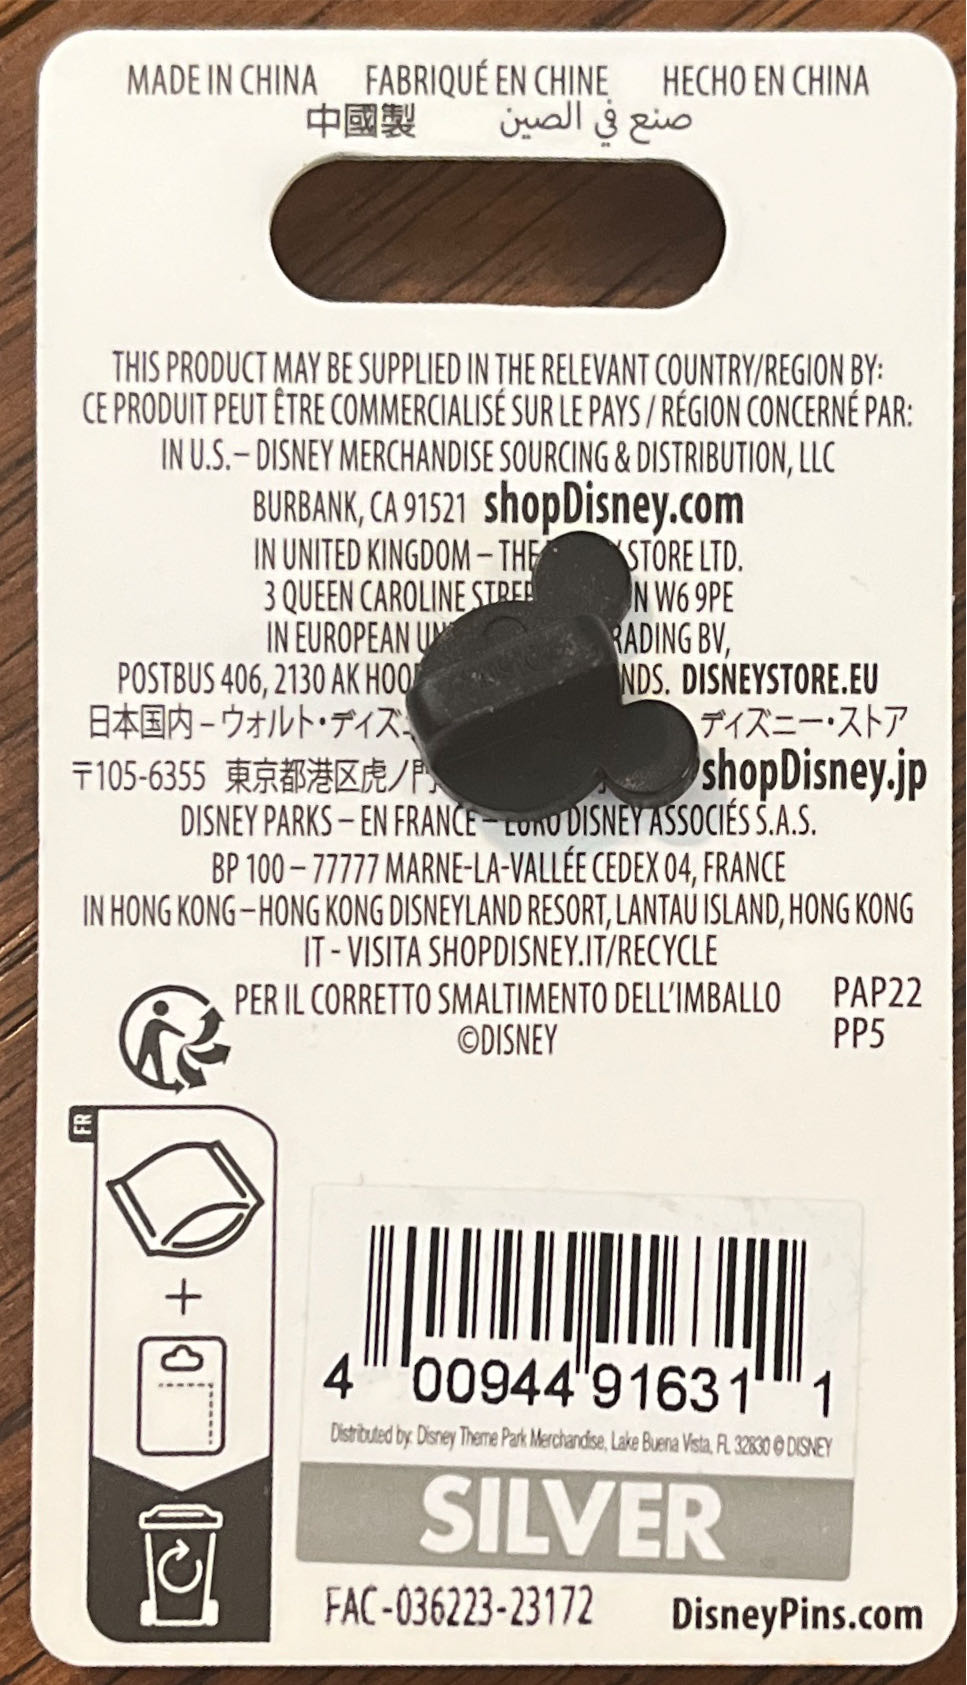 MADE IN CHINA FABRIQUÉ EN CHINE HECHO EN CHINA
中國製 صنع في الصين
THIS PRODUCT MAY BE SUPPLIED IN THE RELEVANT COUNTRY/REGION BY:
CE PRODUIT PEUT ÊTRE COMMERCIALISÉ SUR LE PAYS / RÉGION CONCERNÉ PAR:
IN U.S.– DISNEY MERCHANDISE SOURCING & DISTRIBUTION, LLC
BURBANK, CA 91521 shopDisney.com
IN UNITED KINGDOM – THE STORE LTD.
3 QUEEN CAROLINE W6 9PE
IN EUROPEAN BV,
POSTBUS 406, 2130 AK DISNEYSTORE.EU
日本国内 – ウォルト・ ディズニー・ストア
〒105-6355 東京都港区虎ノ門 shopDisney.jp
DISNEY PARKS – EN FRANCE – EURO DISNEY ASSOCIÉS S.A.S.
BP 100 – 77777 MARNE-LA-VALLÉE CEDEX 04, FRANCE
IN HONG KONG – HONG KONG DISNEYLAND RESORT, LANTAU ISLAND, HONG KONG
IT - VISITA SHOPDISNEY.IT/RECYCLE
PER IL CORRETTO SMALTIMENTO DELL'IMBALLO PAP22
©DISNEY PP5
FR
+
4 00944 91631 1
Distributed by: Disney Theme Park Merchandise, Lake Buena Vista, FL 32830 © DISNEY
SILVER
FAC-036223-23172 DisneyPins.com